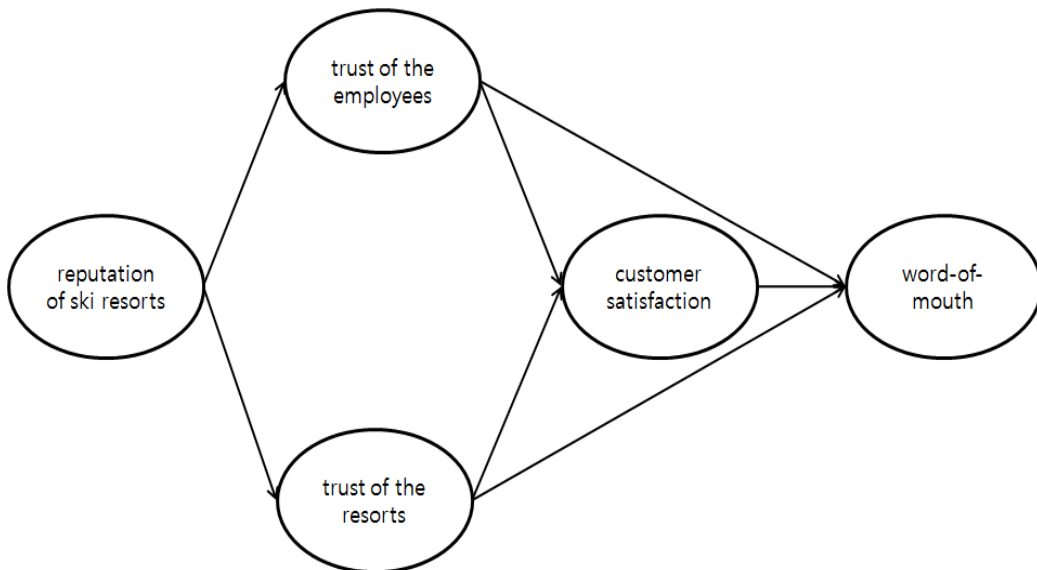 trust of the
employees
reputation
of ski resorts
customer
satisfaction
word-of-
mouth
trust of the
resorts